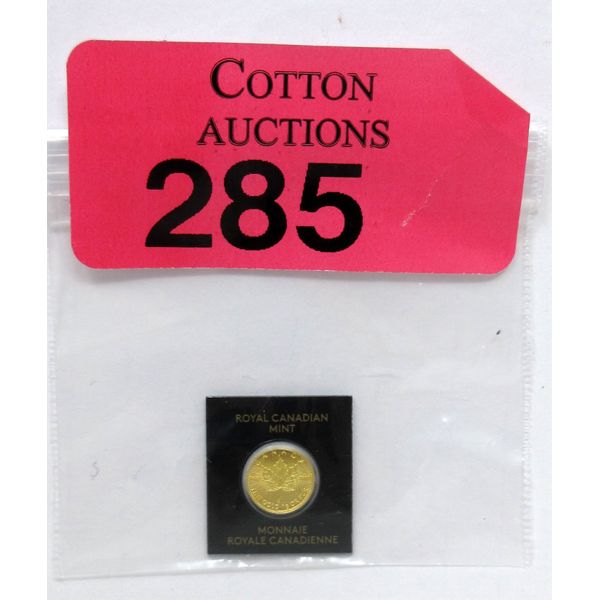 COTTON
AUCTIONS
285
ROYAL CANADIAN
MINT
MONNAIE
ROYALE CANADIENNE